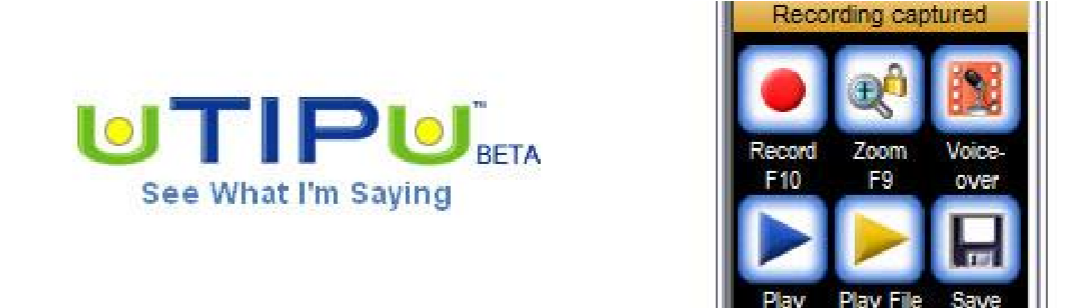 UTIPU™
BETA
See What I'm Saying
Recording captured
Record Zoom Voice-
F10 F9 over
Play Play File Save